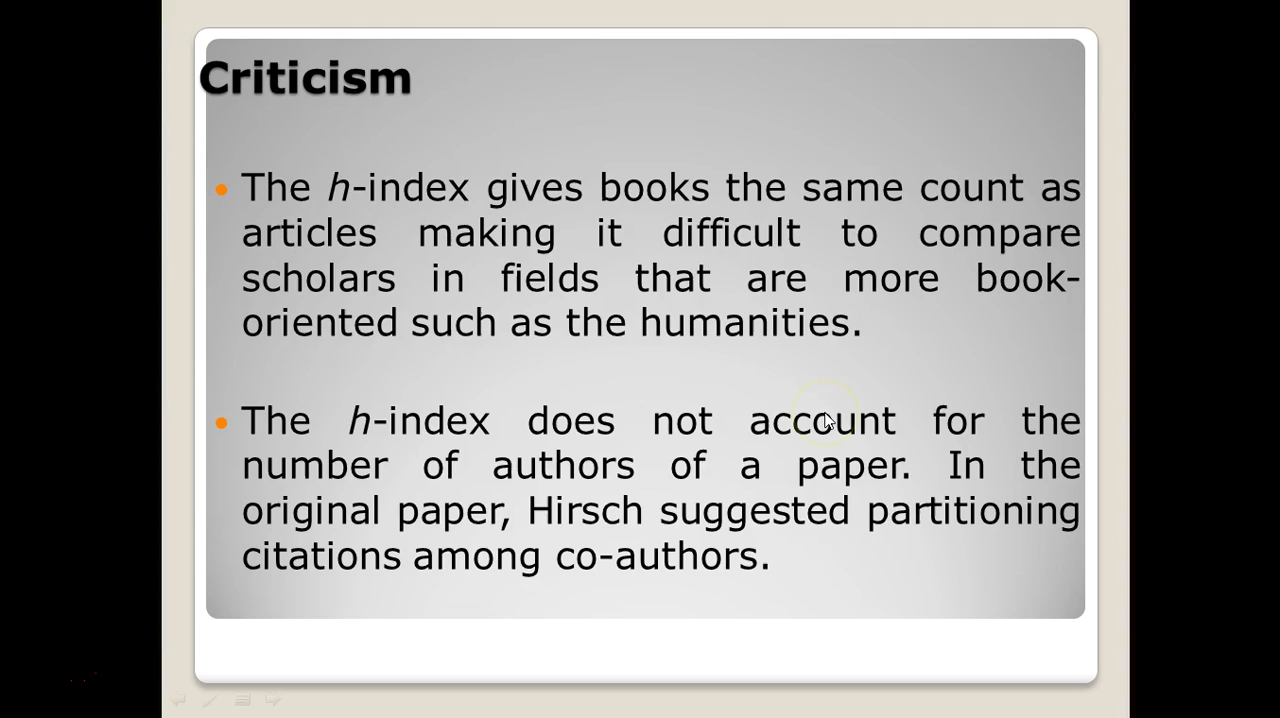 Criticism
• The h-index gives books the same count as
articles making it difficult to compare
scholars in fields that are more book-
oriented such as the humanities.
• The h-index does not account for the
number of authors of a paper. In the
original paper, Hirsch suggested partitioning
citations among co-authors.